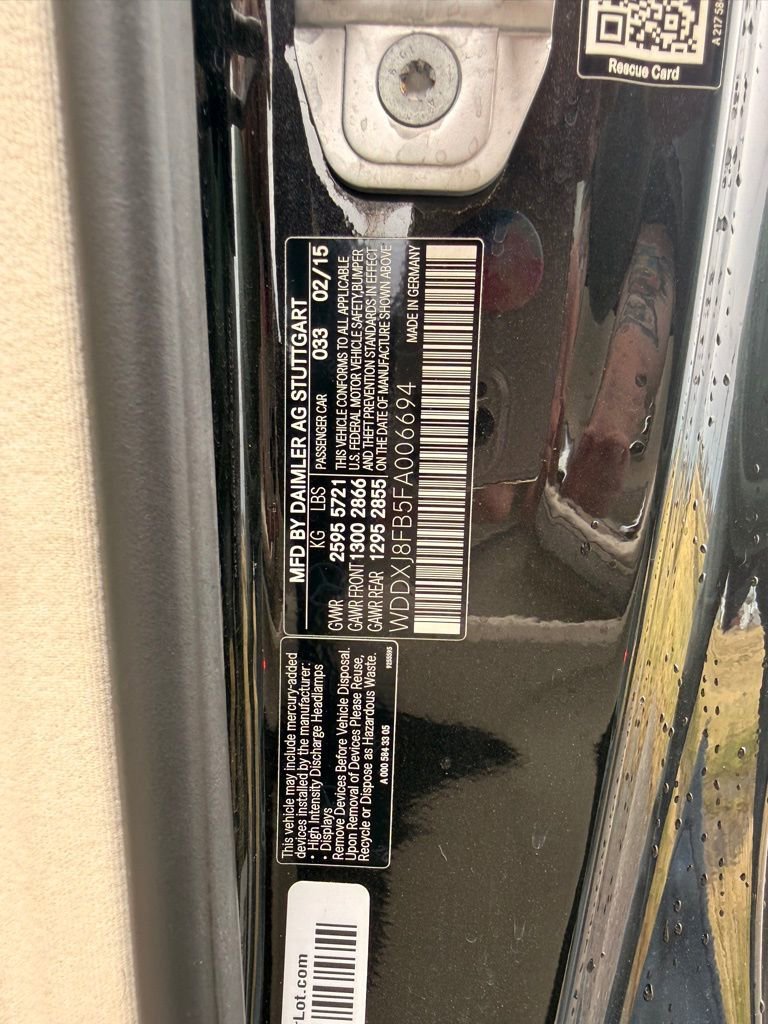 Rescue Card
A 217 58
MFD BY DAIMLER AG STUTTGART
KG LBS PASSENGER CAR 033 02/15
GVWR 2595 5721
GAWR FRONT 1300 2866
GAWR REAR 1295 2855
THIS VEHICLE CONFORMS TO ALL APPLICABLE
U.S. FEDERAL MOTOR VEHICLE SAFETY,BUMPER
AND THEFT PREVENTION STANDARDS IN EFFECT
ON THE DATE OF MANUFACTURE SHOWN ABOVE
WDDXJ8FB5FA006694 MADE IN GERMANY
This vehicle may include mercury-added
devices installed by the manufacturer:
• High Intensity Discharge Headlamps
• Displays
Remove Devices Before Vehicle Disposal.
Upon Removal of Devices Please Reuse,
Recycle or Dispose as Hazardous Waste.
A 000 584 33 05
rLot.com